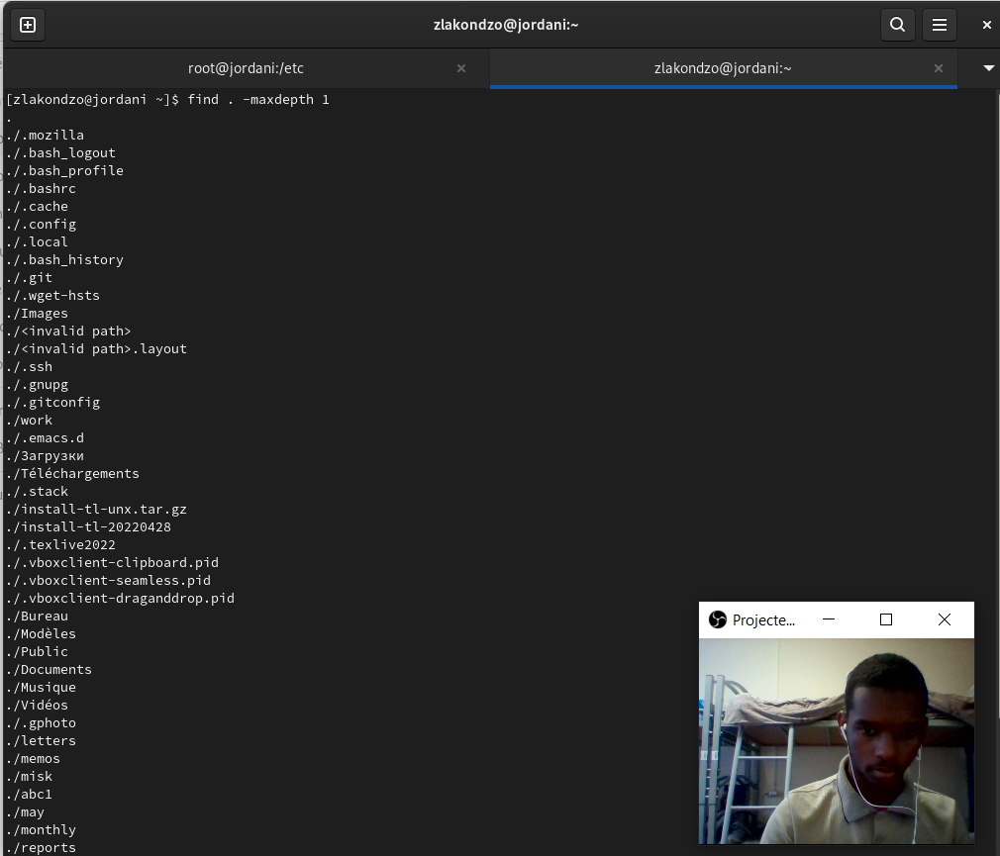 zlakondzo@jordani:~
root@jordani:/etc
zlakondzo@jordani:~
[zlakondzo@jordani ~]$ find . -maxdepth 1
.
./.mozilla
./.bash_logout
./.bash_profile
./.bashrc
./.cache
./.config
./.local
./.bash_history
./.git
./.wget-hsts
./Images
./<invalid path>
./<invalid path>.layout
./.ssh
./.gnupg
./.gitconfig
./work
./.emacs.d
./Загрузки
./Téléchargements
./.stack
./install-tl-unx.tar.gz
./install-tl-20220428
./.texlive2022
./.vboxclient-clipboard.pid
./.vboxclient-seamless.pid
./.vboxclient-draganddrop.pid
./Bureau
./Modèles
./Public
./Documents
./Musique
./Vidéos
./.gphoto
./letters
./memos
./misk
./abc1
./may
./monthly
./reports
Projecte...